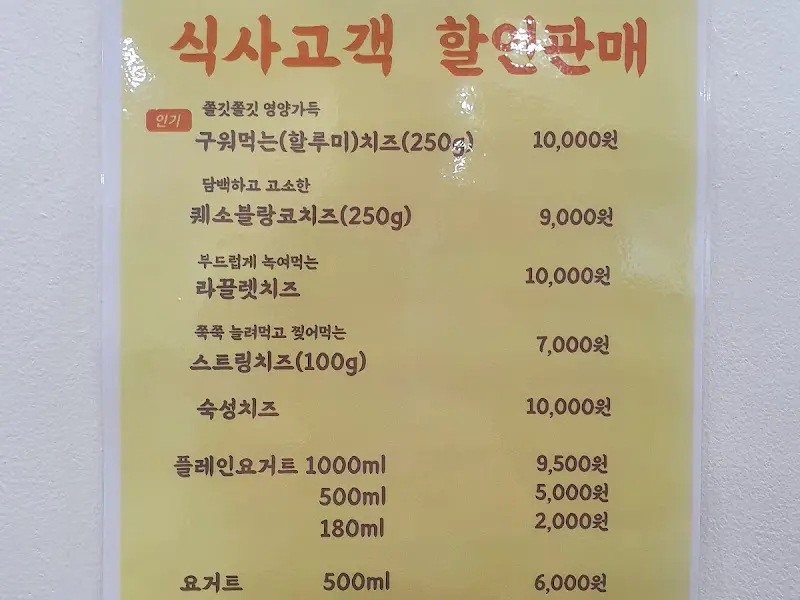 식사고객 할인판매
쫄깃쫄깃 영양가득
인기 구워먹는(할루미)치즈(250g) 10,000원
담백하고 고소한
퀘소블랑코치즈(250g) 9,000원
부드럽게 녹여먹는
라끌렛치즈 10,000원
쭉쭉 늘려먹고 찢어먹는
스트링치즈(100g) 7,000원
숙성치즈 10,000원
플레인요거트 1000ml 9,500원
500ml 5,000원
180ml 2,000원
요거트 500ml 6,000원